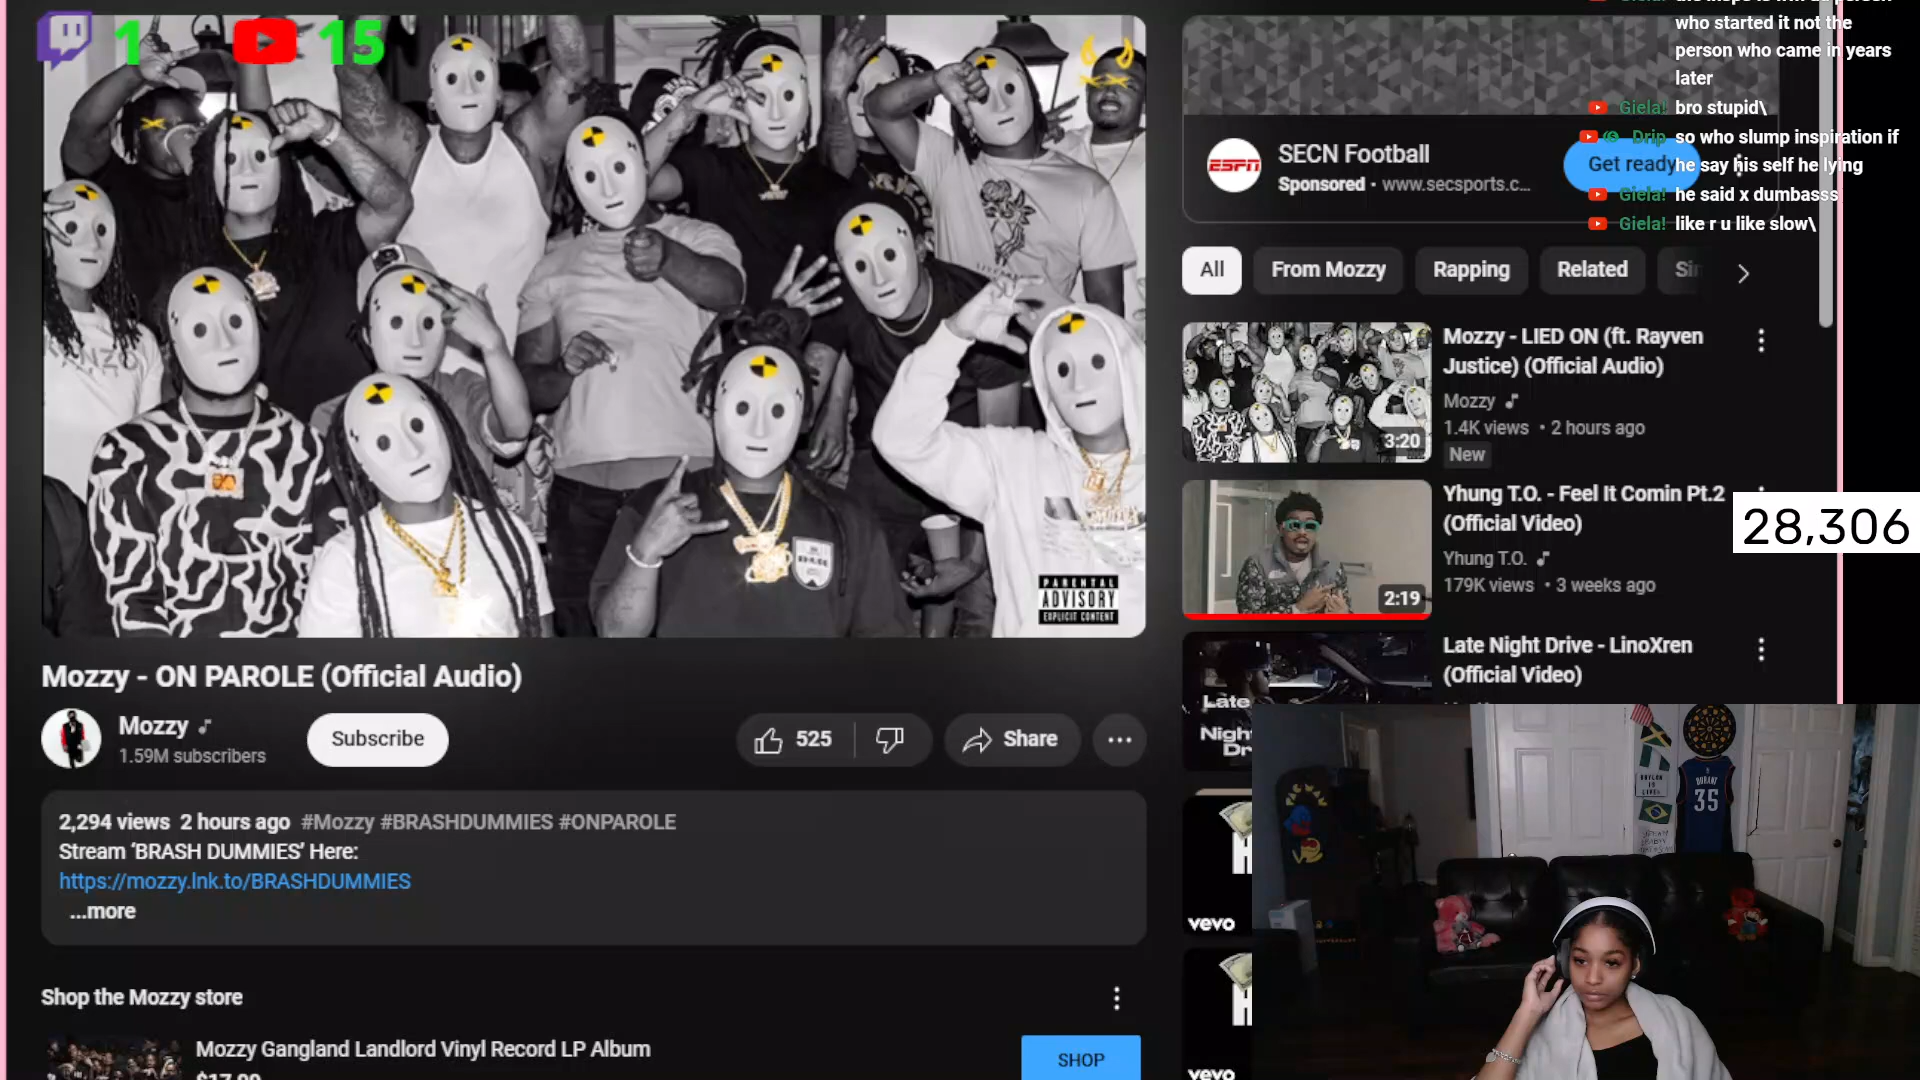 1
15
who started it not the
person who came in years
later
Giela! bro stupid\
Drip so who slump inspiration if
he say his self he lying
Giela! he said x dumbasss
Giela! like r u like slow\
ESPN
SECN Football
Sponsored • www.secsports.c...
Get ready
All
From Mozzy
Rapping
Related
PARENTAL
ADVISORY
EXPLICIT CONTENT
Mozzy - LIED ON (ft. Rayven
Justice) (Official Audio)
Mozzy
1.4K views • 2 hours ago
New
3:20
Yhung T.O. - Feel It Comin Pt.2
(Official Video)
Yhung T.O.
179K views • 3 weeks ago
2:19
28,306
Late Night Drive - LinoXren
(Official Video)
Late
Nigh
Dr
vevo
vevo
Mozzy - ON PAROLE (Official Audio)
Mozzy
1.59M subscribers
Subscribe
525
Share
2,294 views 2 hours ago #Mozzy #BRASHDUMMIES #ONPAROLE
Stream ‘BRASH DUMMIES’ Here:
https://mozzy.lnk.to/BRASHDUMMIES
...more
Shop the Mozzy store
Mozzy Gangland Landlord Vinyl Record LP Album
SHOP
PAC-MAN
DURANT
35